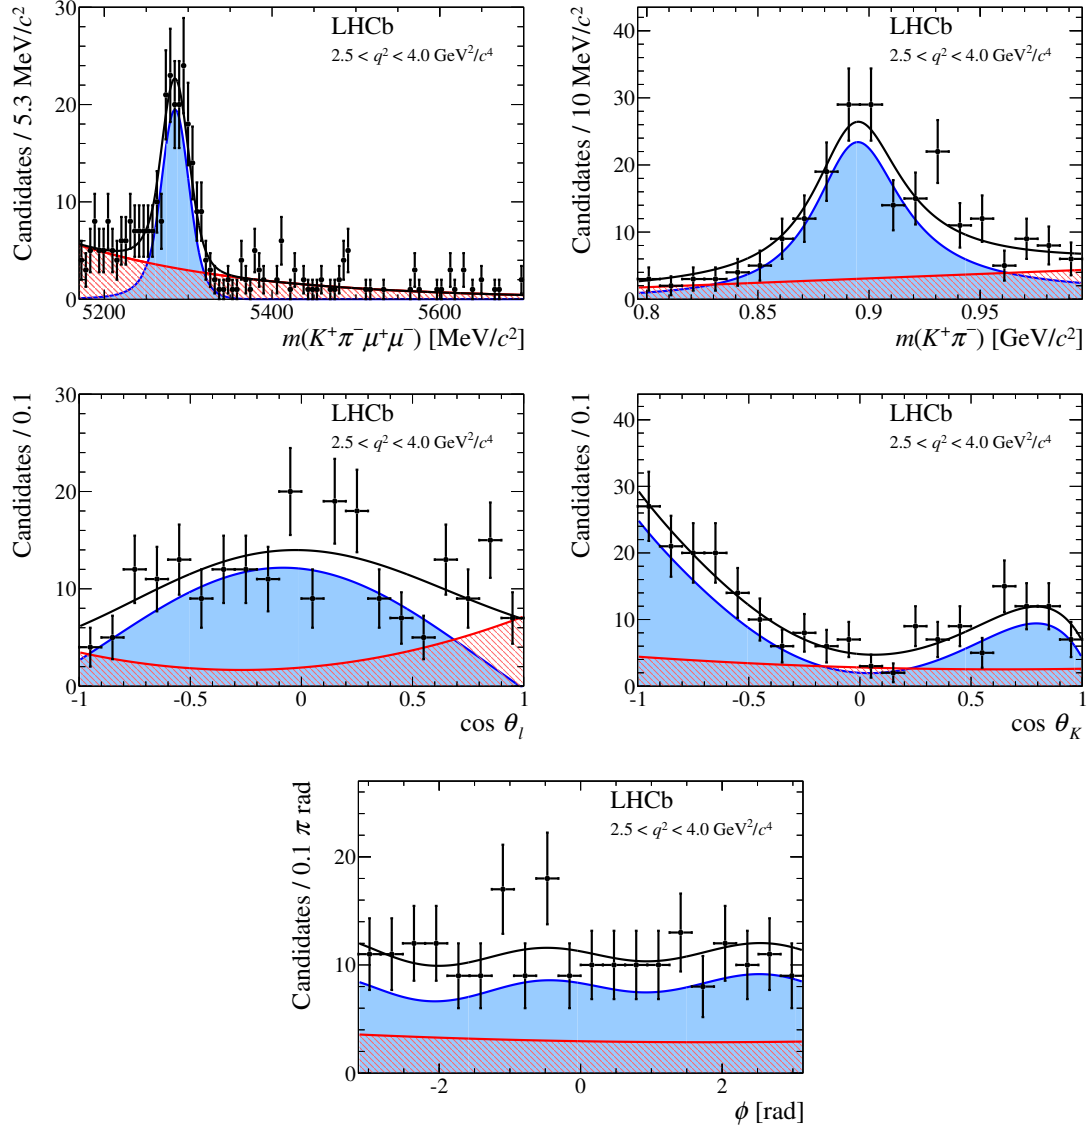 Candidates / 5.3 MeV/c²
30
20
10
0
LHCb
2.5 < q² < 4.0 GeV²/c⁴
5200 5400 5600
m(K⁺π⁻μ⁺μ⁻) [MeV/c²]
Candidates / 10 MeV/c²
40
30
20
10
0
LHCb
2.5 < q² < 4.0 GeV²/c⁴
0.8 0.85 0.9 0.95
m(K⁺π⁻) [GeV/c²]
Candidates / 0.1
30
20
10
0
LHCb
2.5 < q² < 4.0 GeV²/c⁴
-1 -0.5 0 0.5 1
cos θ_l
Candidates / 0.1
40
30
20
10
0
LHCb
2.5 < q² < 4.0 GeV²/c⁴
-1 -0.5 0 0.5 1
cos θ_K
Candidates / 0.1 π rad
20
10
0
LHCb
2.5 < q² < 4.0 GeV²/c⁴
-2 0 2
ϕ [rad]